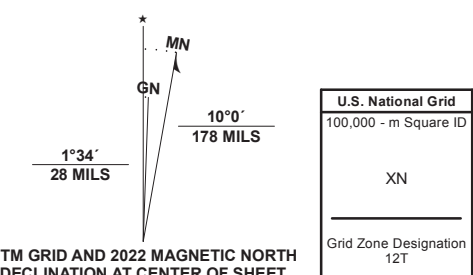 MN
GN
10°0´
178 MILS
1°34´
28 MILS
TM GRID AND 2022 MAGNETIC NORTH
DECLINATION AT CENTER OF SHEET
U.S. National Grid
100,000 - m Square ID
XN
Grid Zone Designation
12T